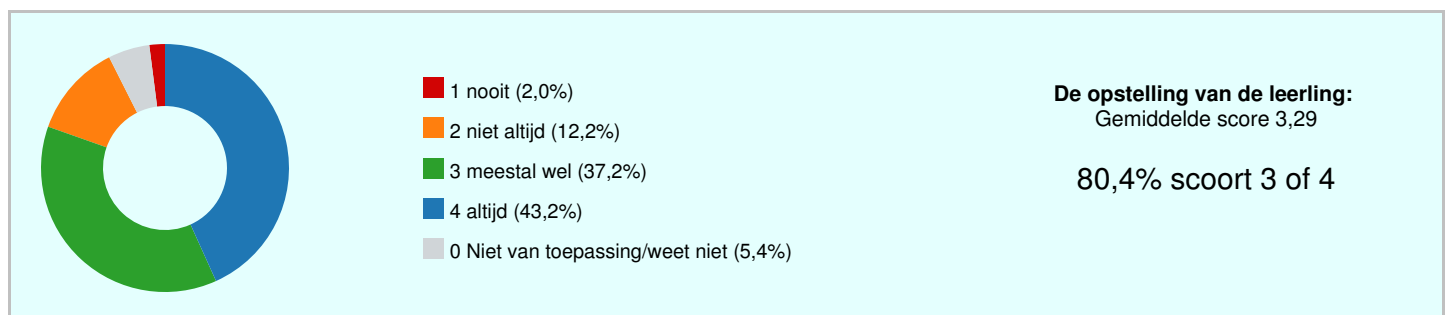 1 nooit (2,0%)
2 niet altijd (12,2%)
3 meestal wel (37,2%)
4 altijd (43,2%)
0 Niet van toepassing/weet niet (5,4%)
De opstelling van de leerling:
Gemiddelde score 3,29
80,4% scoort 3 of 4